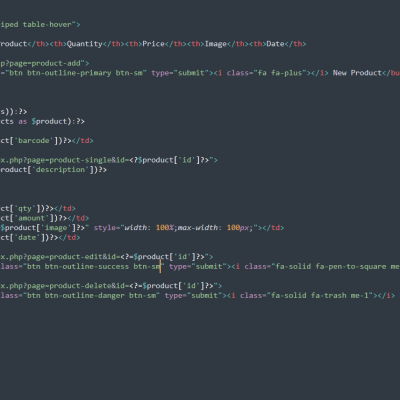 iped table-hover">
roduct</th><th>Quantity</th><th>Price</th><th>Image</th><th>Date</th>
p?page=product-add">
="btn btn-outline-primary btn-sm" type="submit"><i class="fa fa-plus"></i> New Product</bu
s)):?>
cts as $product):?>
ct['barcode'])?></td>
ex.php?page=product-single&id=<?$product['id']?>">
product['description'])?>
ct['qty'])?></td>
ct['amount'])?></td>
$product['image']?>" style="width: 100%;max-width: 100px;"></td>
ct['date'])?></td>
ex.php?page=product-edit&id=<?=$product['id']?>">
lass="btn btn-outline-success btn-sm" type="submit"><i class="fa-solid fa-pen-to-square me
ex.php?page=product-delete&id=<?=$product['id']?>">
lass="btn btn-outline-danger btn-sm" type="submit"><i class="fa-solid fa-trash me-1"></i>